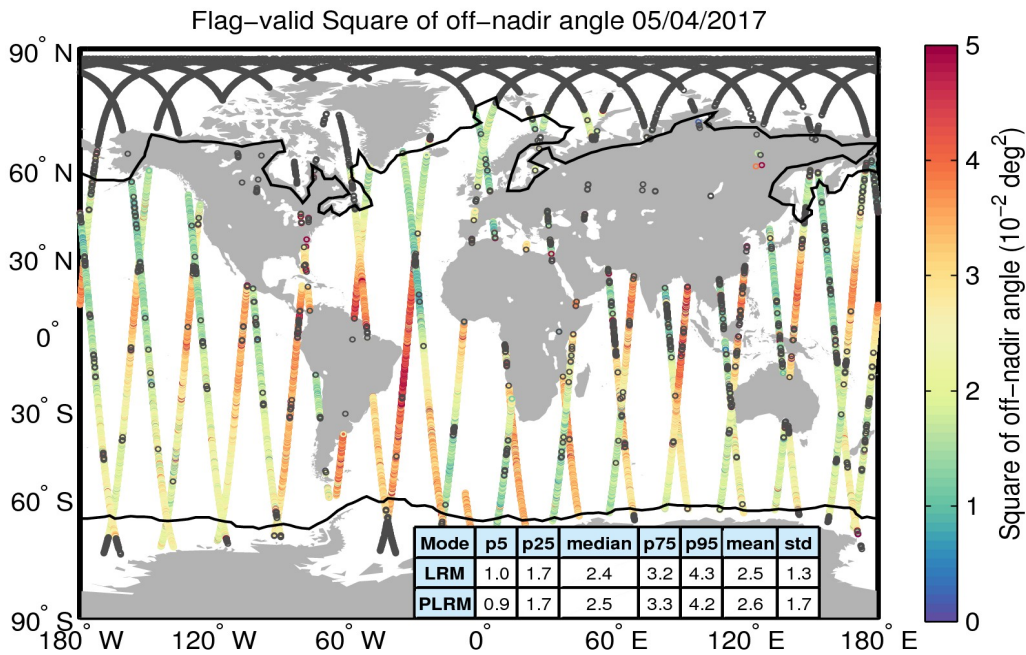 Flag−valid Square of off−nadir angle 05/04/2017
90° N
60° N
30° N
0°
30° S
60° S
90° S
180° W
120° W
60° W
0°
60° E
120° E
180° E
Mode p5 p25 median p75 p95 mean std
LRM 1.0 1.7 2.4 3.2 4.3 2.5 1.3
PLRM 0.9 1.7 2.5 3.3 4.2 2.6 1.7
5
4
3
2
1
0
Square of off−nadir angle (10⁻² deg²)